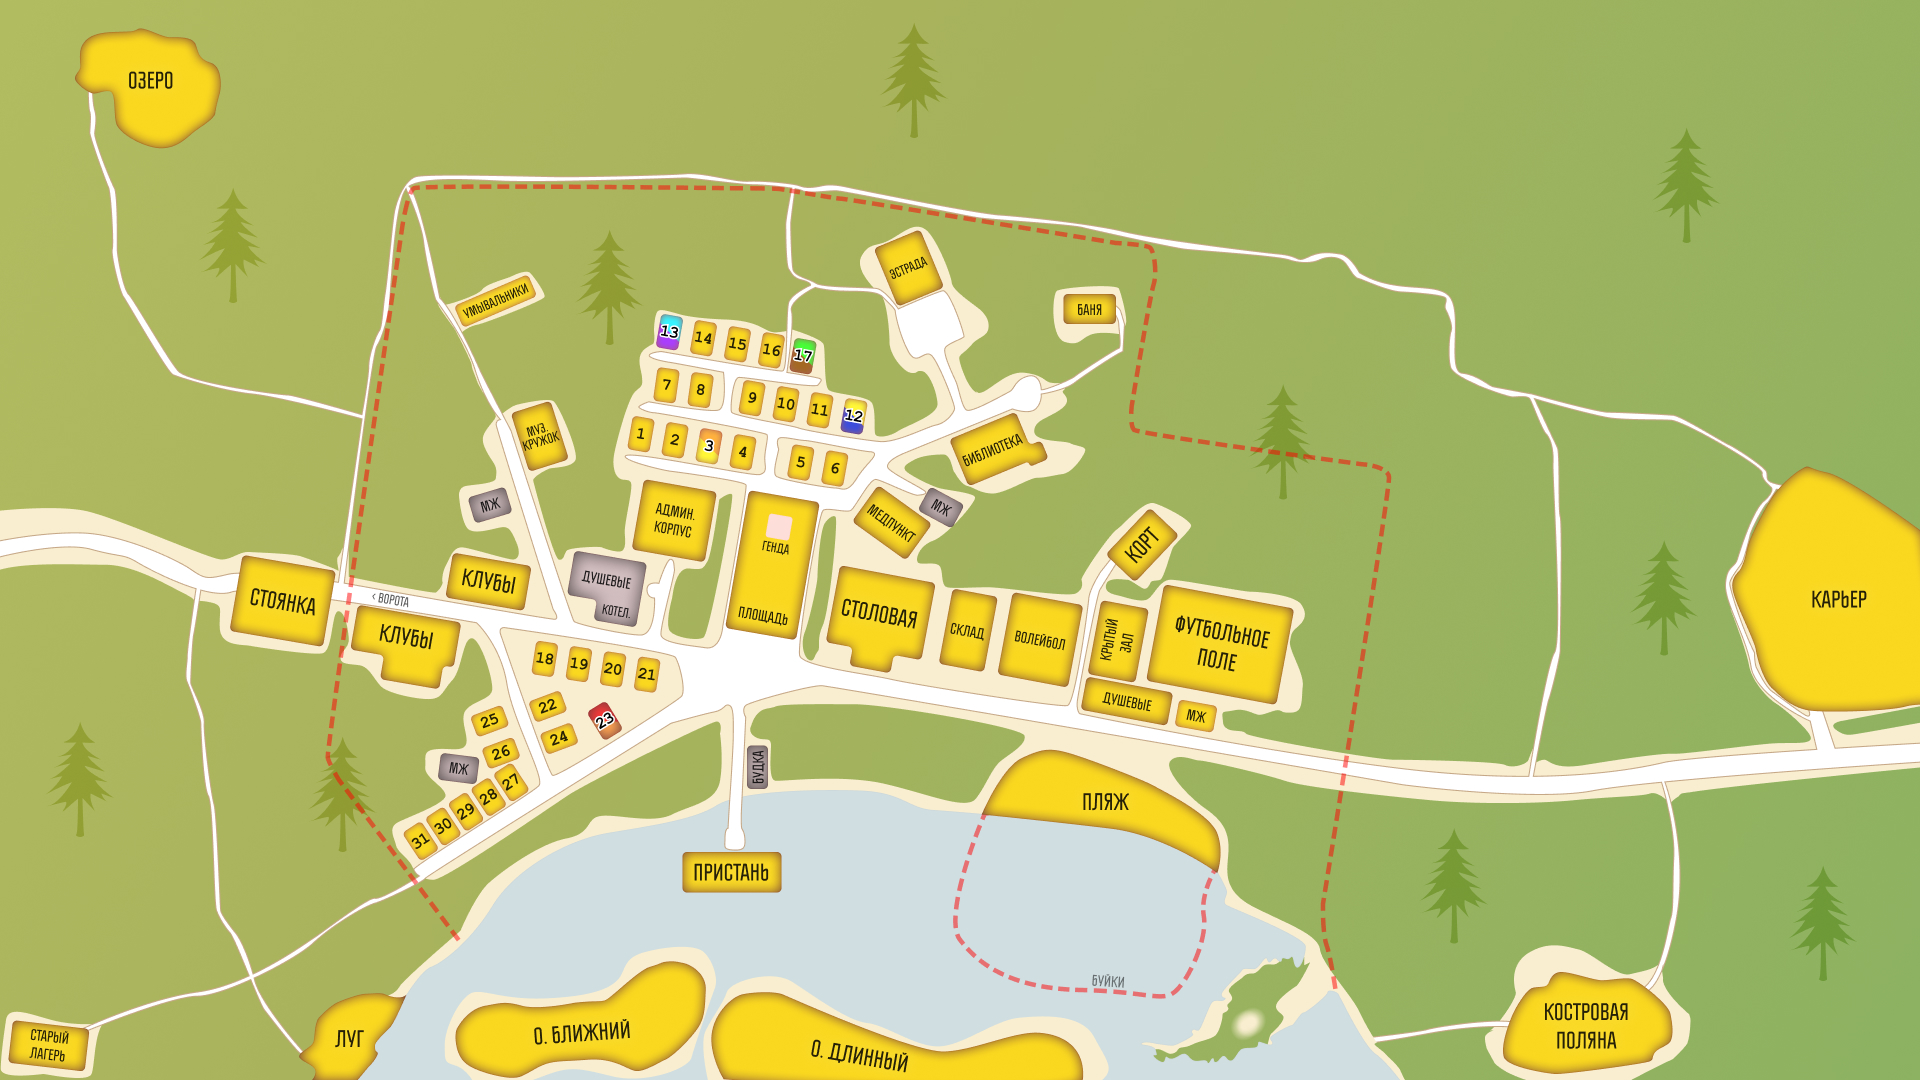 ОЗЕРО
ЭСТРАДА
УМЫВАЛЬНИКИ
БАНЯ
13
14
15
16
17
7
8
9
10
11
12
1
2
3
4
5
6
МУЗ.
КРУЖОК
БИБЛИОТЕКА
МЖ
МЖ
АДМИН.
КОРПУС
ГЕНДА
ПЛОЩАДЬ
МЕДПУНКТ
КОРТ
СТОЯНКА
< ВОРОТА
КЛУБЫ
КЛУБЫ
ДУШЕВЫЕ
КОТЕЛ.
СТОЛОВАЯ
СКЛАД
ВОЛЕЙБОЛ
КРЫТЫЙ
ЗАЛ
ФУТБОЛЬНОЕ
ПОЛЕ
ДУШЕВЫЕ
МЖ
КАРЬЕР
18
19
20
21
22
23
24
25
26
27
28
29
30
31
МЖ
БУДКА
ПРИСТАНЬ
ПЛЯЖ
БУЙКИ
СТАРЫЙ
ЛАГЕРЬ
ЛУГ
О. БЛИЖНИЙ
О. ДЛИННЫЙ
КОСТРОВАЯ
ПОЛЯНА